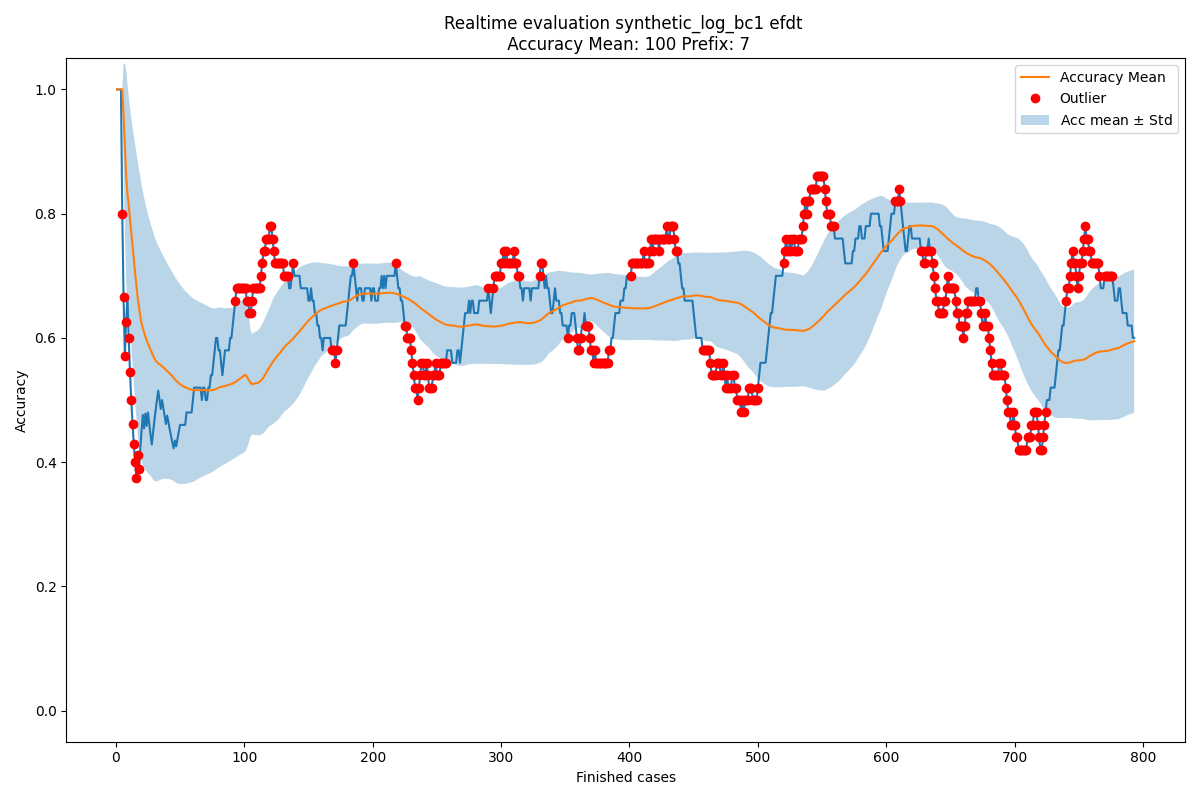 Realtime evaluation synthetic_log_bc1 efdt
Accuracy Mean: 100 Prefix: 7
Accuracy Mean
Outlier
Acc mean ± Std
1.0
0.8
0.6
0.4
0.2
0.0
Accuracy
0 100 200 300 400 500 600 700 800
Finished cases